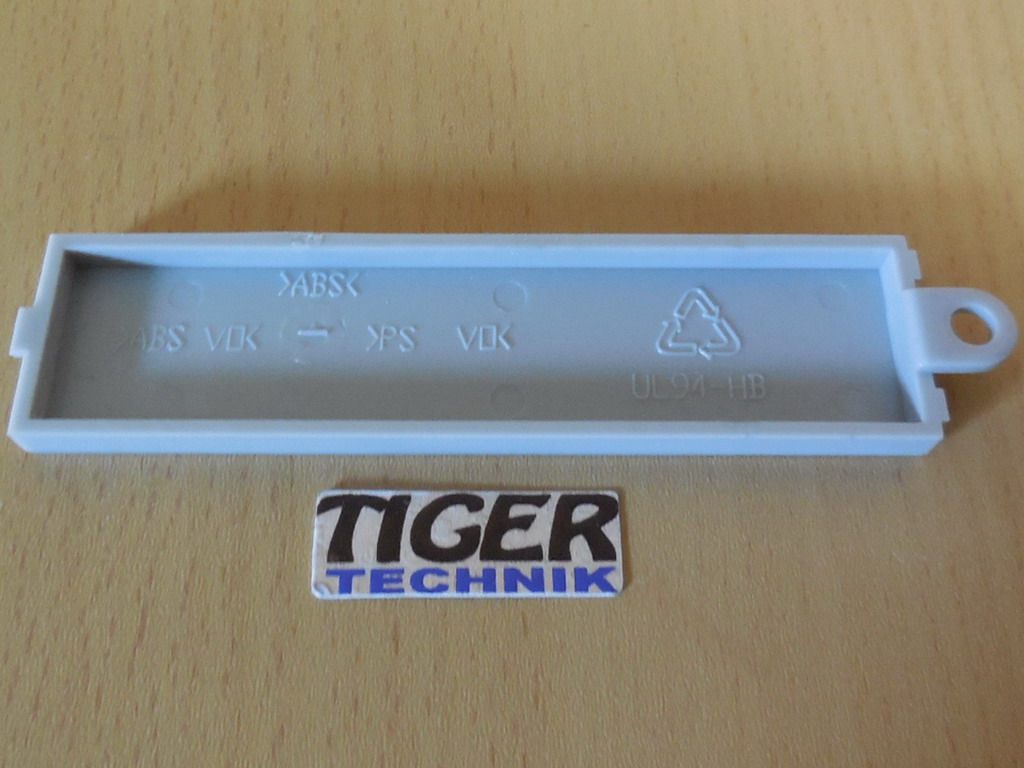 >ABS<
>ABS V0< >PS V0<
UL94-HB
TIGER
TECHNIK